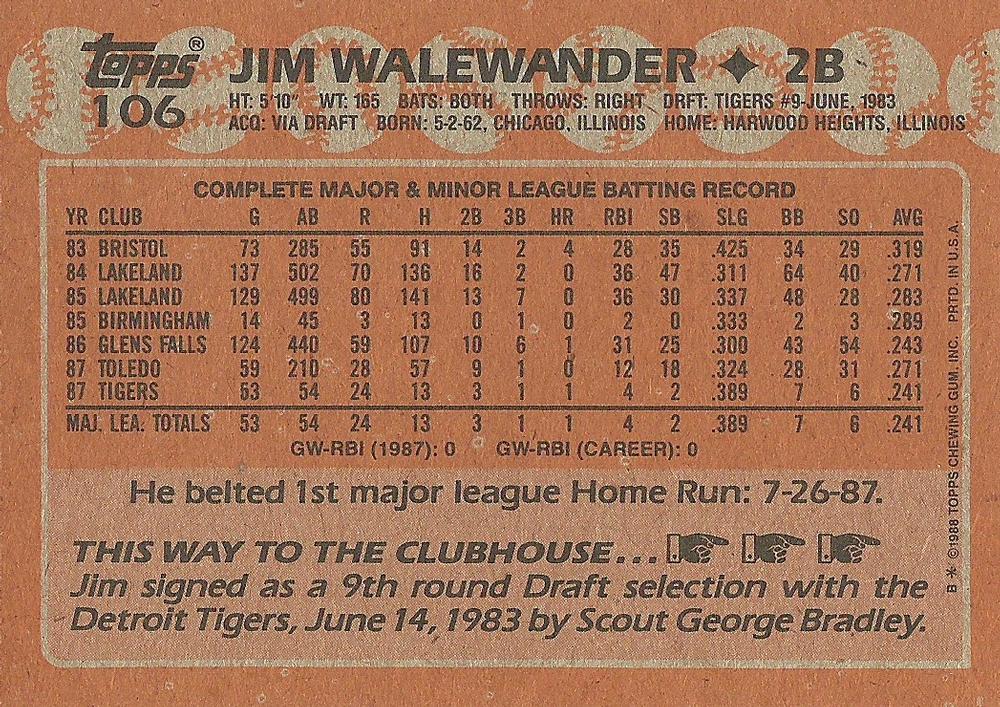 topps®
106
JIM WALEWANDER ✦ 2B
HT: 5'10" WT: 165 BATS: BOTH THROWS: RIGHT DRFT: TIGERS #9-JUNE, 1983
ACQ: VIA DRAFT BORN: 5-2-62, CHICAGO, ILLINOIS HOME: HARWOOD HEIGHTS, ILLINOIS
COMPLETE MAJOR & MINOR LEAGUE BATTING RECORD
YR CLUB G AB R H 2B 3B HR RBI SB SLG BB SO AVG
83 BRISTOL 73 285 55 91 14 2 4 28 35 .425 34 29 .319
84 LAKELAND 137 502 70 136 16 2 0 36 47 .311 64 40 .271
85 LAKELAND 129 499 80 141 13 7 0 36 30 .337 48 28 .283
85 BIRMINGHAM 14 45 3 13 0 1 0 2 0 .333 2 3 .289
86 GLENS FALLS 124 440 59 107 10 6 1 31 25 .300 43 54 .243
87 TOLEDO 59 210 28 57 9 1 0 12 18 .324 28 31 .271
87 TIGERS 53 54 24 13 3 1 1 4 2 .389 7 6 .241
MAJ. LEA. TOTALS 53 54 24 13 3 1 1 4 2 .389 7 6 .241
GW-RBI (1987): 0 GW-RBI (CAREER): 0
He belted 1st major league Home Run: 7-26-87.
THIS WAY TO THE CLUBHOUSE...
Jim signed as a 9th round Draft selection with the
Detroit Tigers, June 14, 1983 by Scout George Bradley.
B ✻ ©1988 TOPPS CHEWING GUM, INC. PRTD. IN U.S.A.